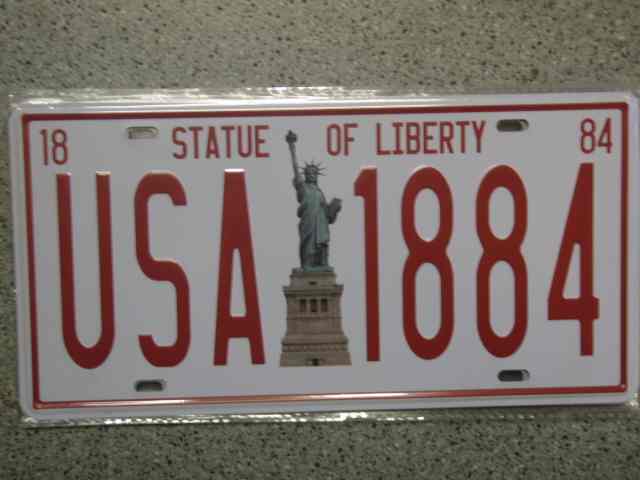 18 STATUE OF LIBERTY 84
USA 1884